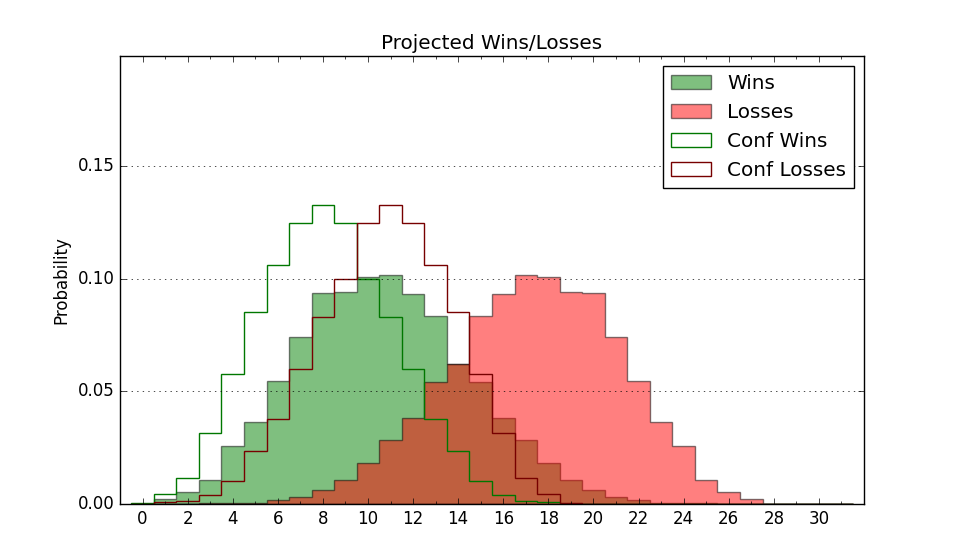 Projected Wins/Losses
Wins
Losses
Conf Wins
Conf Losses
0.15
0.10
0.05
0.00
Probability
0 2 4 6 8 10 12 14 16 18 20 22 24 26 28 30